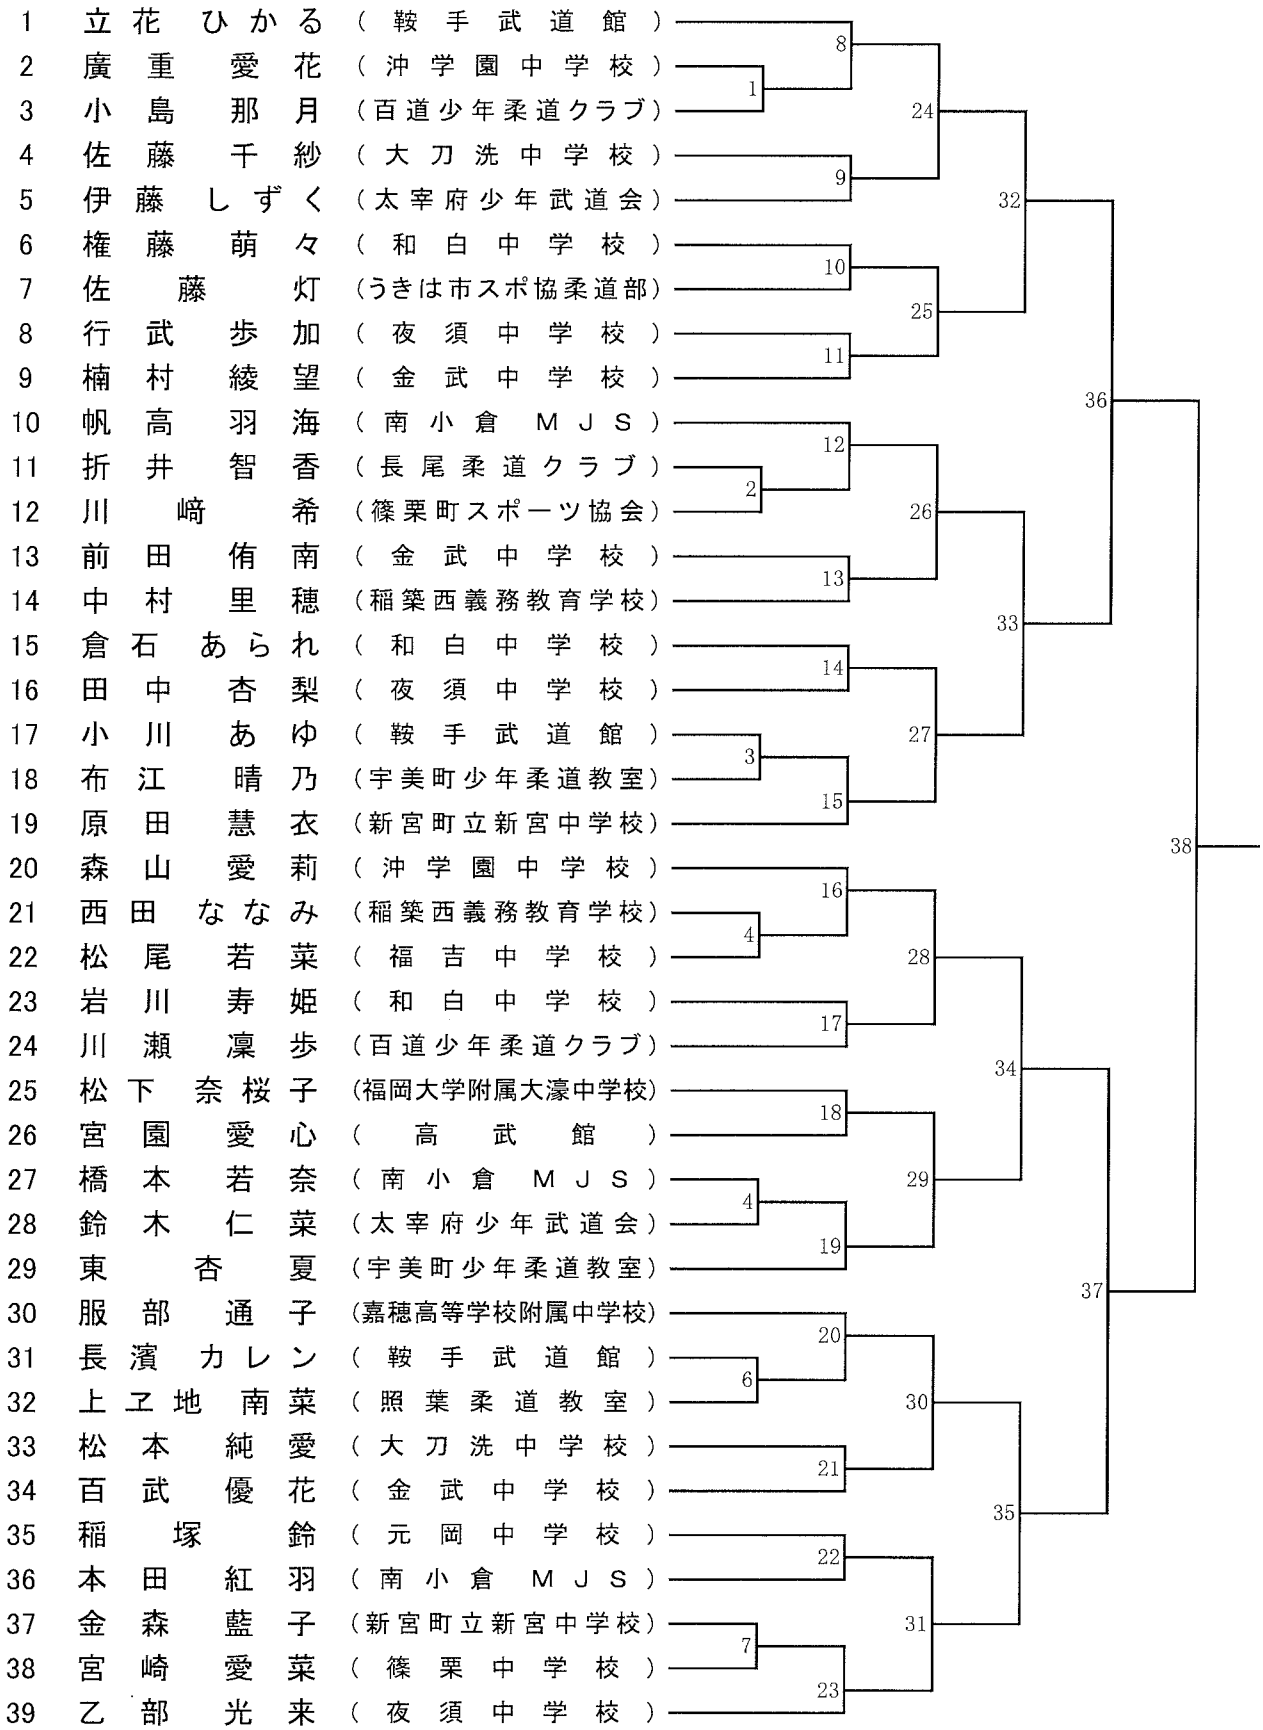 1 立花 ひかる (鞍手武道館)
2 廣重 愛花 (沖学園中学校)
3 小島 那月 (百道少年柔道クラブ)
4 佐藤 千紗 (大刀洗中学校)
5 伊藤 しずく (太宰府少年武道会)
6 権藤 萌々 (和白中学校)
7 佐藤 灯 (うきは市スポ協柔道部)
8 行武 歩加 (夜須中学校)
9 楠村 綾望 (金武中学校)
10 帆高 羽海 (南小倉MJS)
11 折井 智香 (長尾柔道クラブ)
12 川﨑 希 (篠栗町スポーツ協会)
13 前田 侑南 (金武中学校)
14 中村 里穂 (稲築西義務教育学校)
15 倉石 あられ (和白中学校)
16 田中 杏梨 (夜須中学校)
17 小川 あゆ (鞍手武道館)
18 布江 晴乃 (宇美町少年柔道教室)
19 原田 慧衣 (新宮町立新宮中学校)
20 森山 愛莉 (沖学園中学校)
21 西田 ななみ (稲築西義務教育学校)
22 松尾 若菜 (福吉中学校)
23 岩川 寿姫 (和白中学校)
24 川瀬 凜歩 (百道少年柔道クラブ)
25 松下 奈桜子 (福岡大学附属大濠中学校)
26 宮園 愛心 (高武館)
27 橋本 若奈 (南小倉MJS)
28 鈴木 仁菜 (太宰府少年武道会)
29 東 杏夏 (宇美町少年柔道教室)
30 服部 通子 (嘉穂高等学校附属中学校)
31 長濱 カレン (鞍手武道館)
32 上ヱ地 南菜 (照葉柔道教室)
33 松本 純愛 (大刀洗中学校)
34 百武 優花 (金武中学校)
35 稲塚 鈴 (元岡中学校)
36 本田 紅羽 (南小倉MJS)
37 金森 藍子 (新宮町立新宮中学校)
38 宮崎 愛菜 (篠栗中学校)
39 乙部 光来 (夜須中学校)
1
2
3
4
4
6
7
8
9
10
11
12
13
14
15
16
17
18
19
20
21
22
23
24
25
26
27
28
29
30
31
32
33
34
35
36
37
38